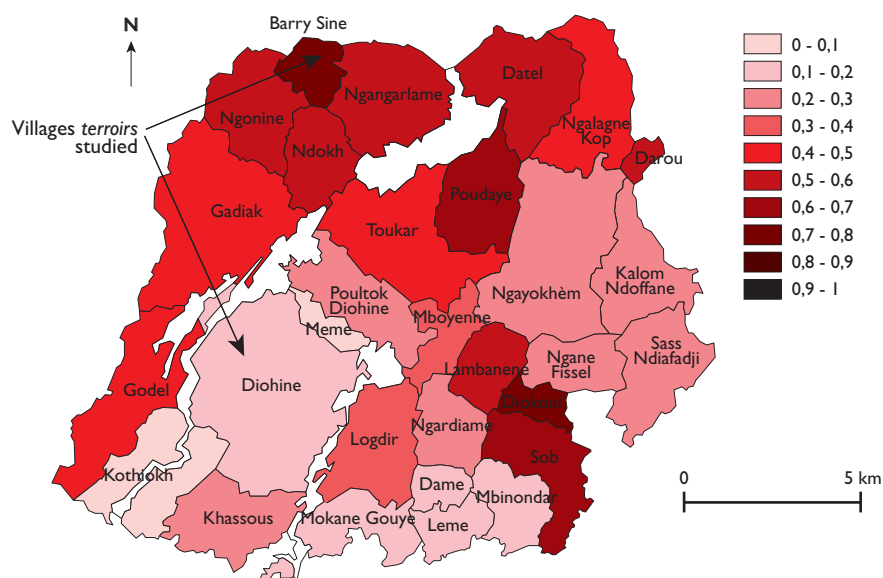 Barry Sine
N
Villages terroirs
studied
Datel
Ngangarlame
Ngonine
Ngalagne
Kop
Ndokh
Darou
Poudaye
Gadiak
Toukar
Kalom
Ndoffane
Poultok
Diohine
Ngayokhèm
Mboyenne
Meme
Sass
Ndiafadji
Ngane
Fissel
Lambanene
Diohine
Godel
Diokoul
Ngardiame
Logdir
Sob
Kothiokh
Dame
Mbinondar
Khassous
Mokane Gouye
Leme
0 - 0,1
0,1 - 0,2
0,2 - 0,3
0,3 - 0,4
0,4 - 0,5
0,5 - 0,6
0,6 - 0,7
0,7 - 0,8
0,8 - 0,9
0,9 - 1
0 5 km